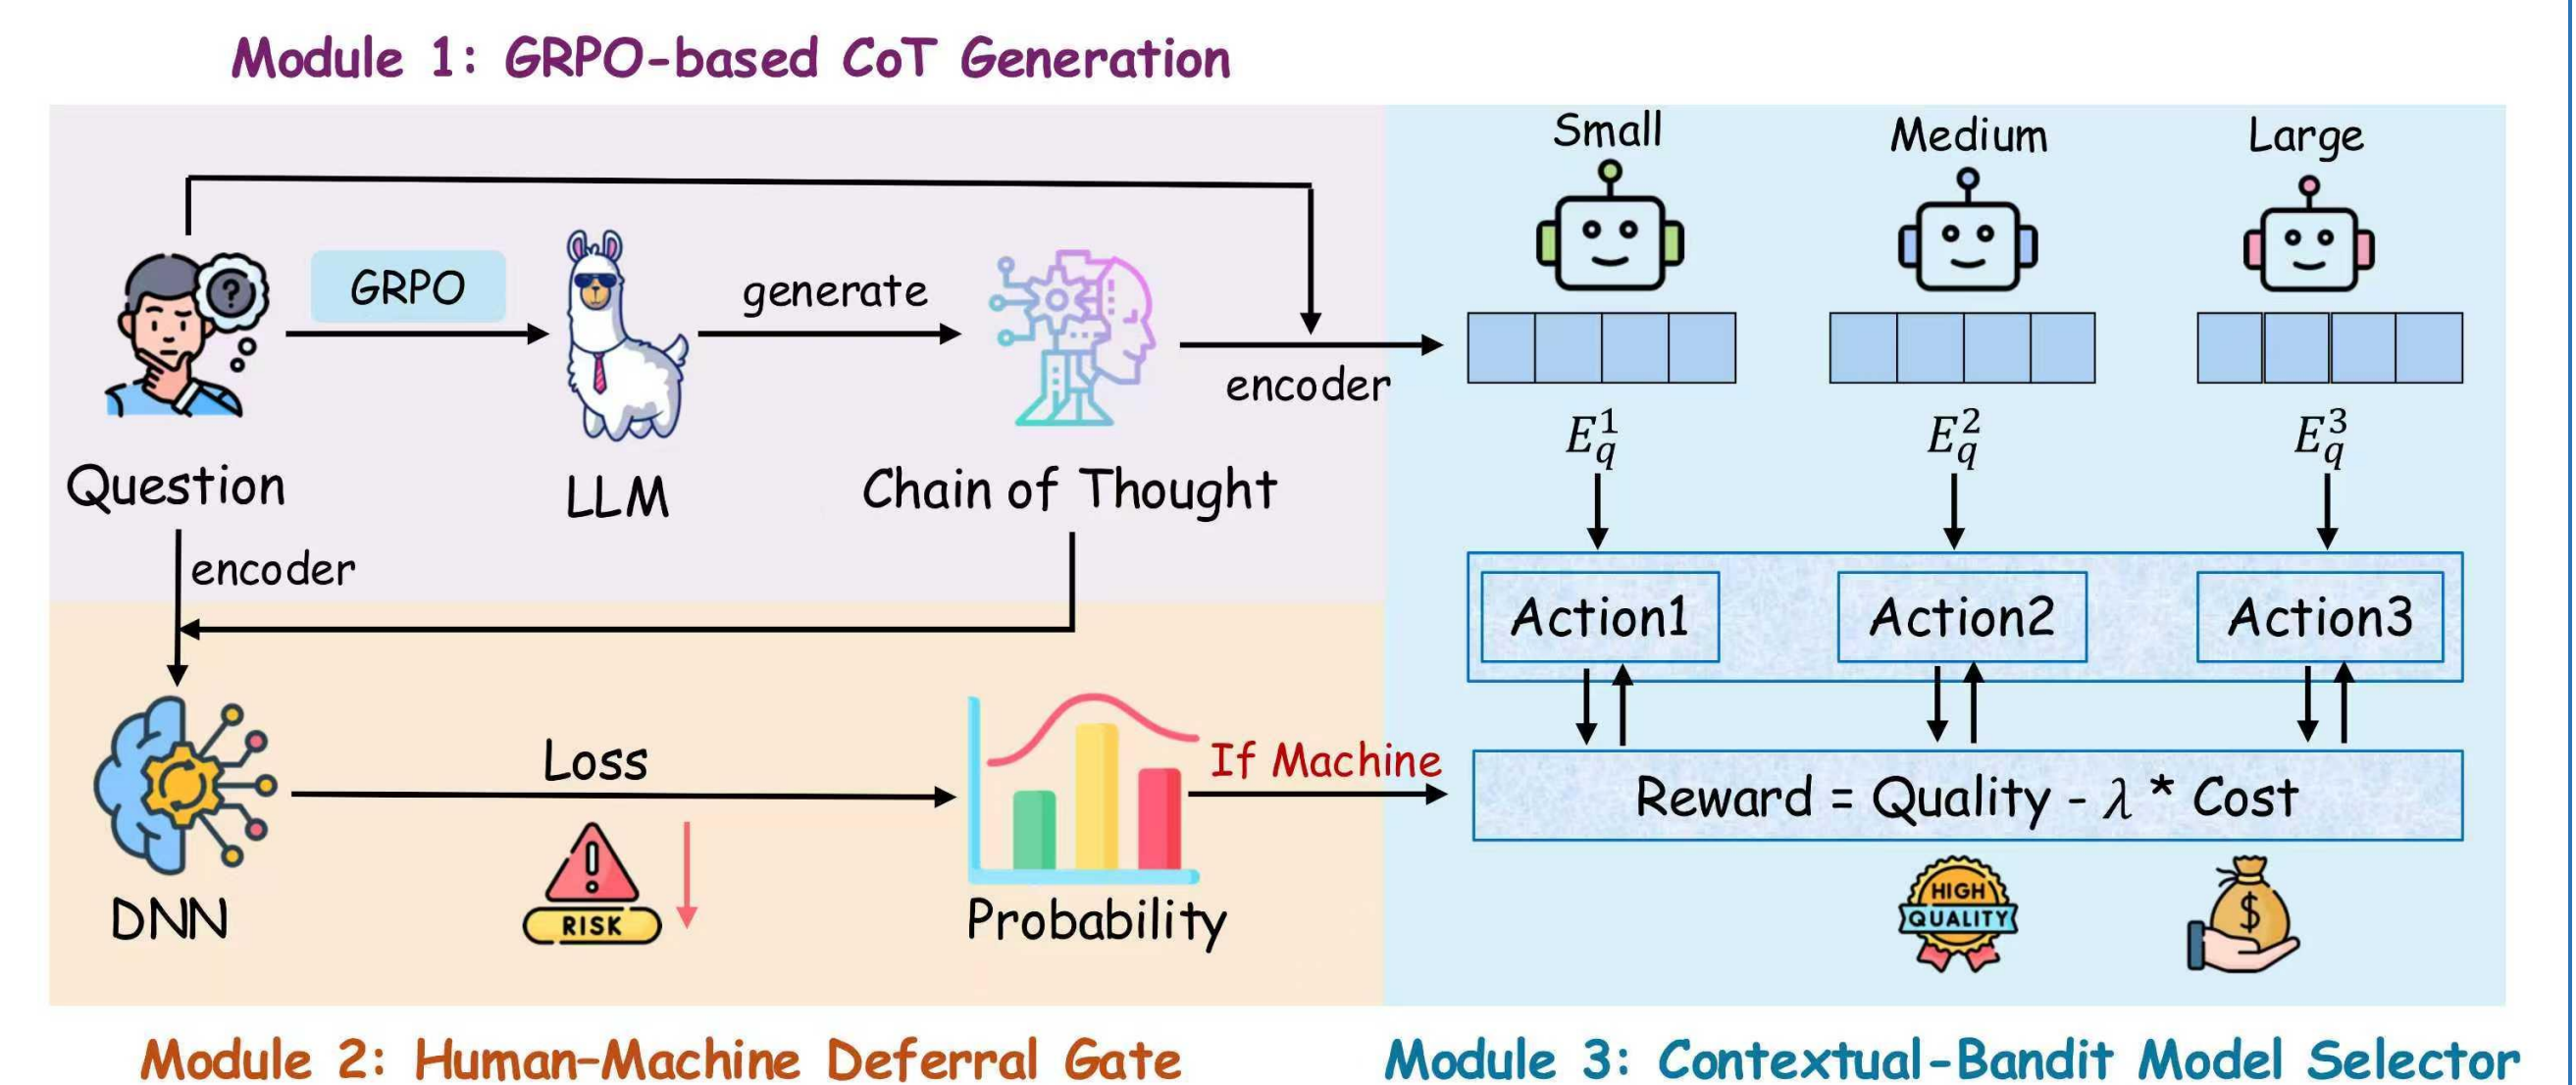 Module 1: GRPO-based CoT Generation
Small
Medium
Large
GRPO
generate
encoder
Question
LLM
Chain of Thought
encoder
$E_q^1$
$E_q^2$
$E_q^3$
Action1
Action2
Action3
Loss
RISK
DNN
Probability
If Machine
Reward = Quality - λ * Cost
HIGH
QUALITY
$
Module 2: Human-Machine Deferral Gate
Module 3: Contextual-Bandit Model Selector